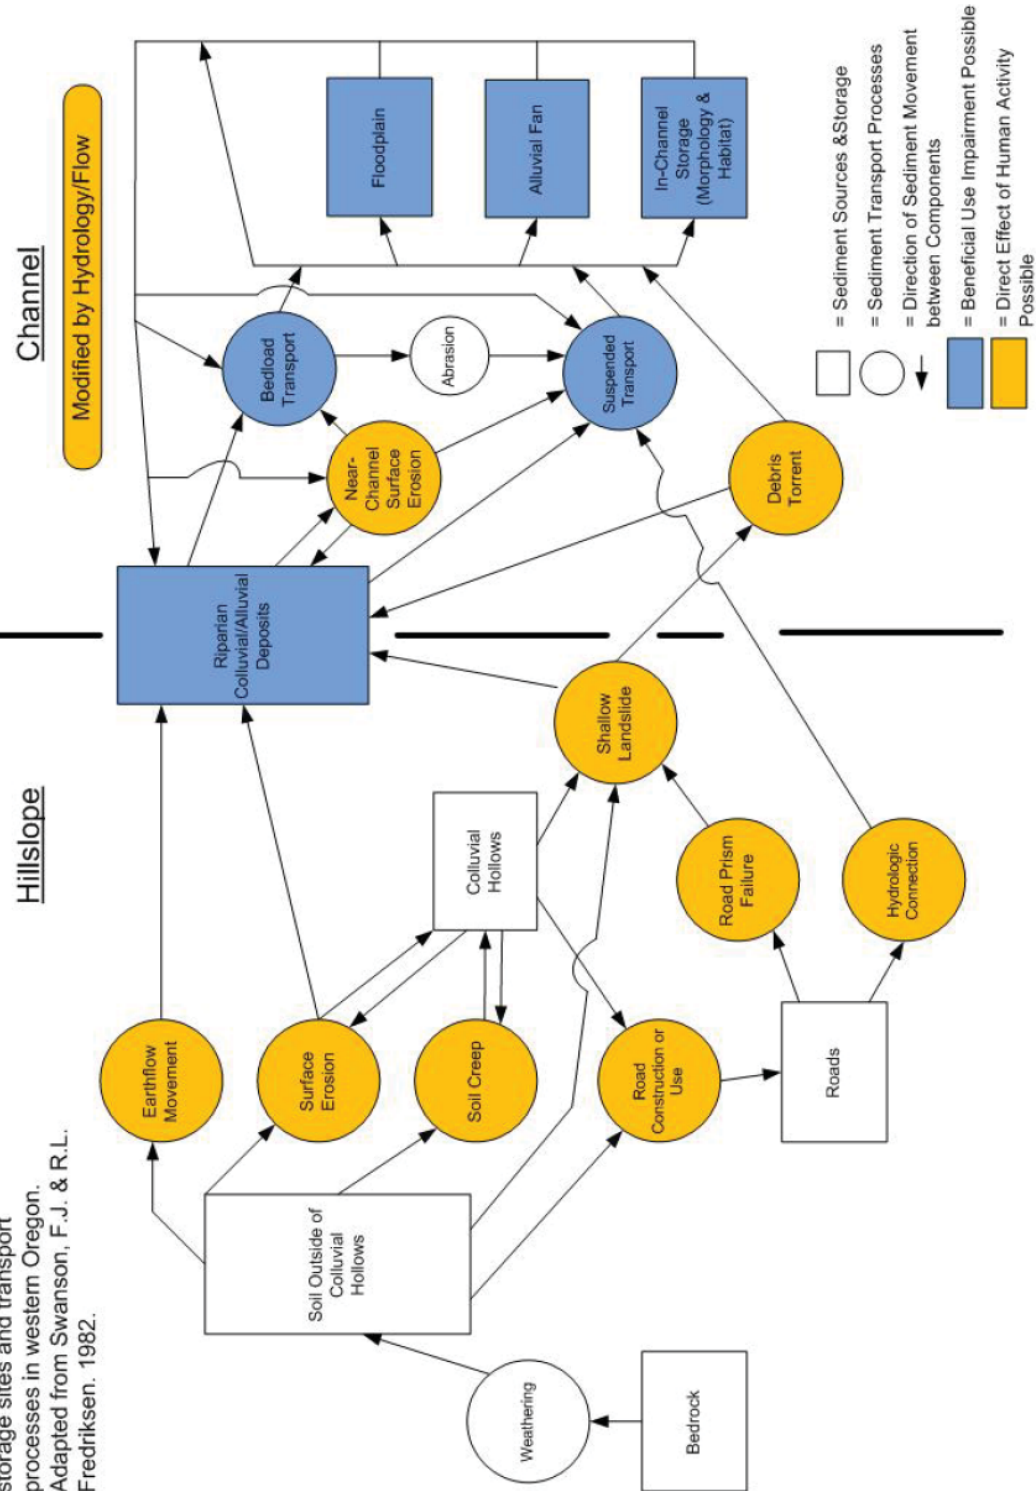 storage sites and transport
processes in western Oregon.
Adapted from Swanson, F.J. & R.L.
Fredriksen. 1982.
Hillslope
Channel
Modified by Hydrology/Flow
Bedrock
Weathering
Soil Outside of
Colluvial
Hollows
Earthflow
Movement
Surface
Erosion
Soil Creep
Road
Construction or
Use
Roads
Colluvial
Hollows
Road Prism
Failure
Hydrologic
Connection
Shallow
Landslide
Riparian
Colluvial/Alluvial
Deposits
Near-
Channel
Surface
Erosion
Debris
Torrent
Bedload
Transport
Abrasion
Suspended
Transport
Floodplain
Alluvial Fan
In-Channel
Storage
(Morphology &
Habitat)
= Sediment Sources &Storage
= Sediment Transport Processes
= Direction of Sediment Movement
between Components
= Beneficial Use Impairment Possible
= Direct Effect of Human Activity
Possible